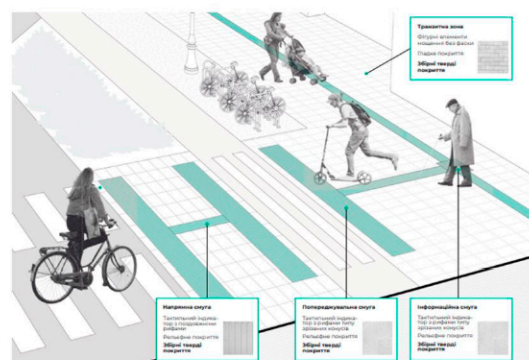 Транзитна зона
Фігурні елементи
мощення без фаски
Гладке покриття
Збірні тверді
покриття
Напрямна смуга
Тактильний індика-
тор з поздовжніми
рифами
Рельєфне покриття
Збірні тверді
покриття
Попереджувальна смуга
Тактильний індика-
тор з рифами типу
зрізаних конусів
Рельєфне покриття
Збірні тверді
покриття
Інформаційна смуга
Тактильний індика-
тор з рифами типу
зрізаних конусів
Рельєфне покриття
Збірні тверді
покриття